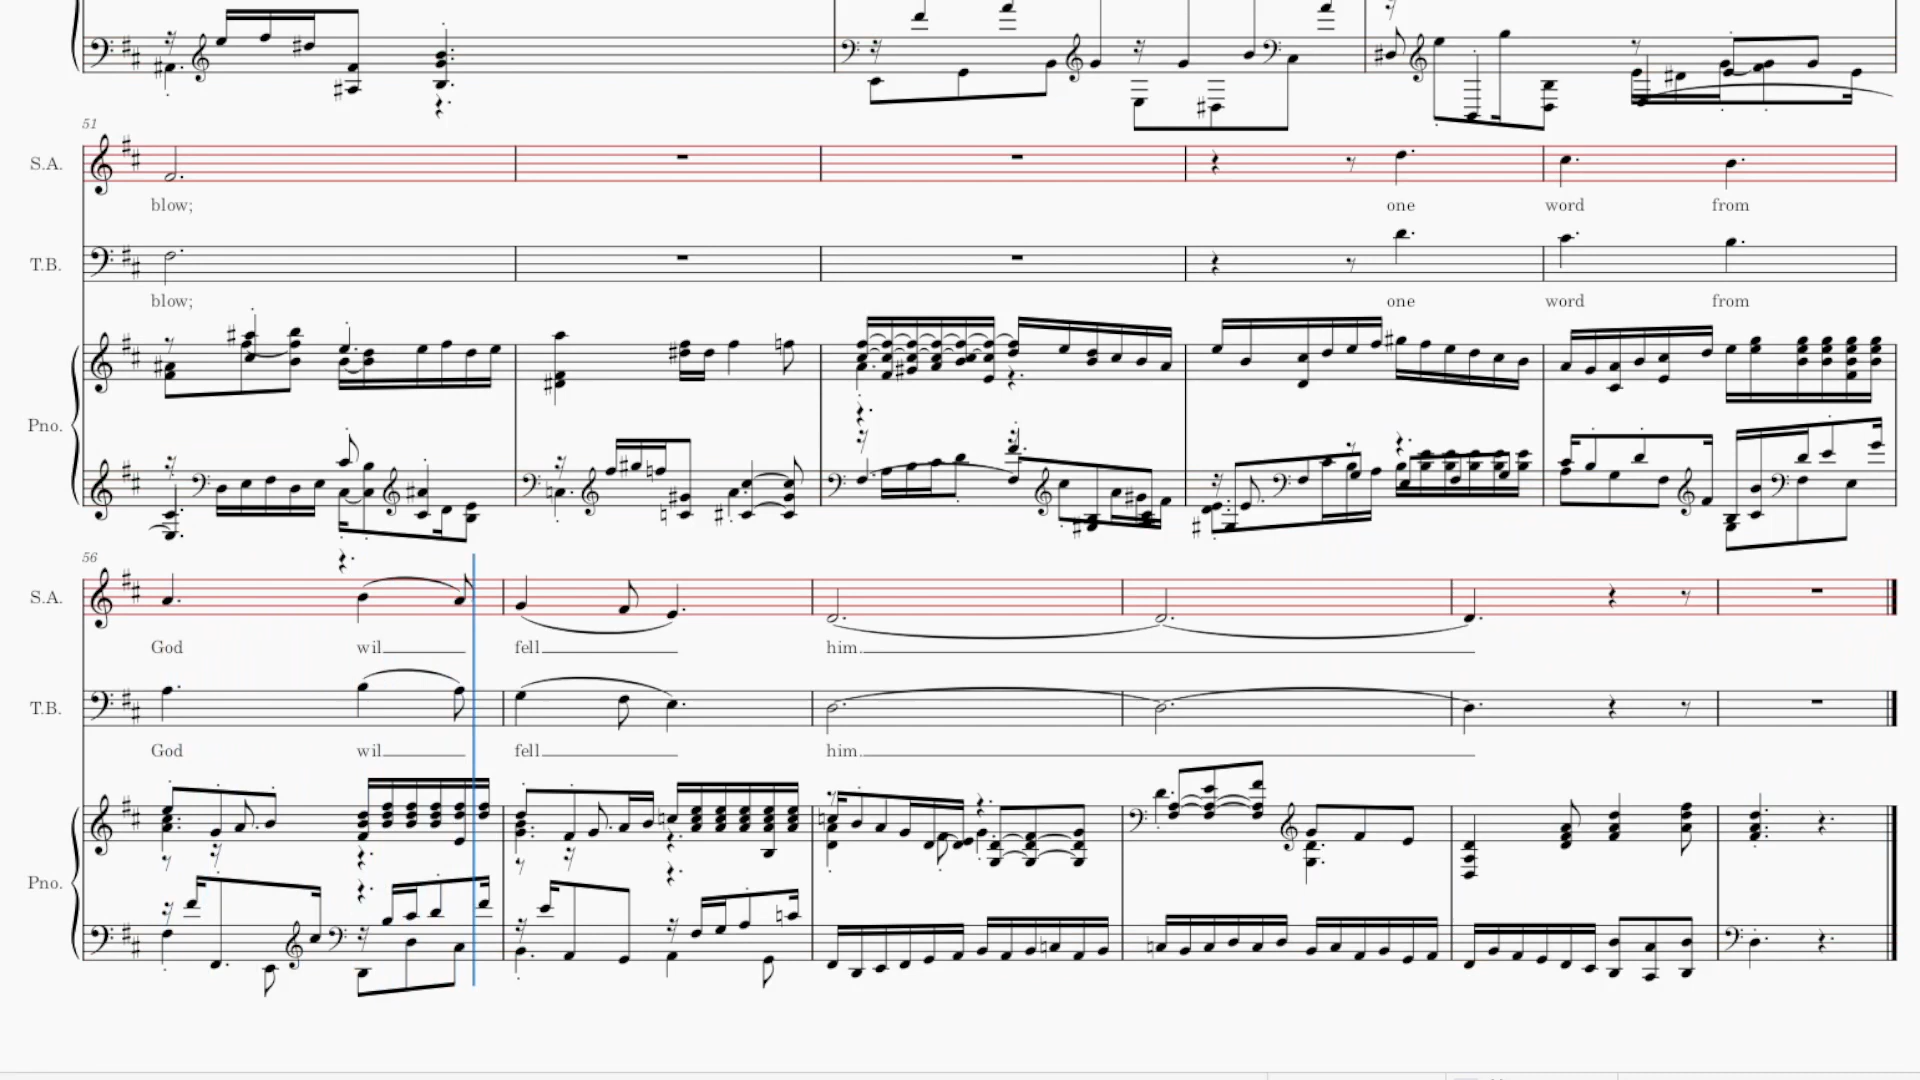 51
S.A.
blow; one word from
T.B.
blow; one word from
Pno.
56
S.A.
God wil fell him.
T.B.
God wil fell him.
Pno.